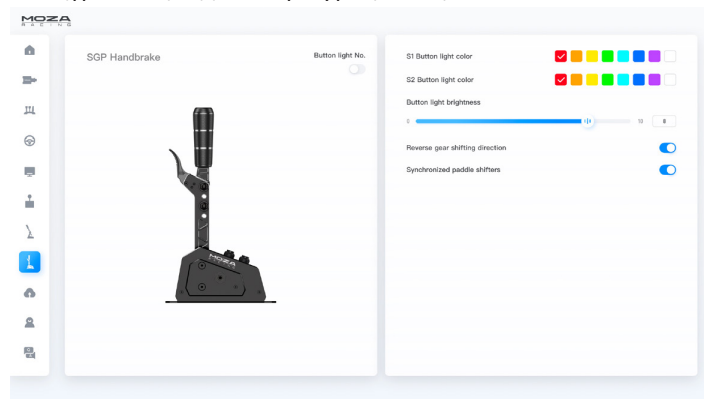 MOZA
RACING
SGP Handbrake
Button light No.
MOZA
S1 Button light color
S2 Button light color
Button light brightness
0
10
8
Reverse gear shifting direction
Synchronized paddle shifters